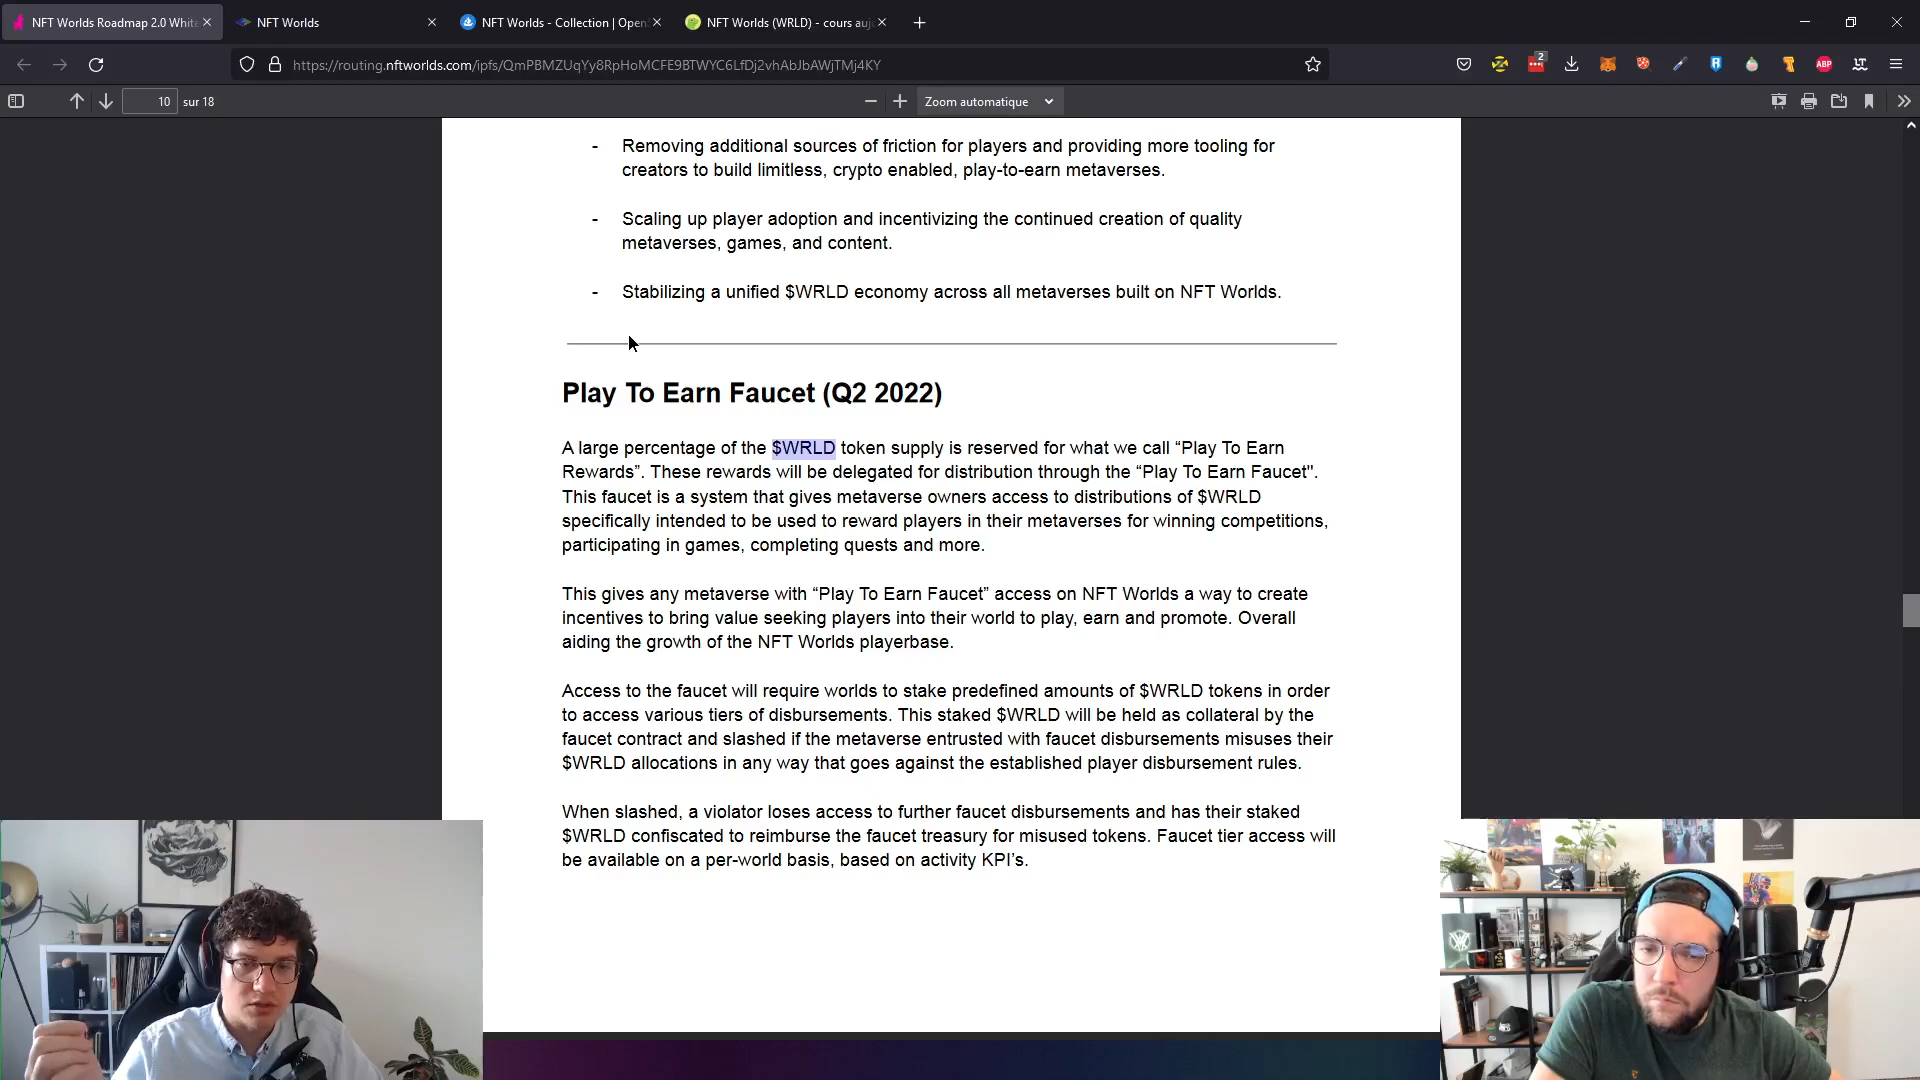 NFT Worlds Roadmap 2.0 White
NFT Worlds
NFT Worlds - Collection | Open
NFT Worlds (WRLD) - cours auj
https://routing.nftworlds.com/ipfs/QmPBMZUqYy8RpHoMCFE9BTWYC6LfDj2vhAbJbAWjTMj4KY
2
ABP
10 sur 18
Zoom automatique
- Removing additional sources of friction for players and providing more tooling for
creators to build limitless, crypto enabled, play-to-earn metaverses.
- Scaling up player adoption and incentivizing the continued creation of quality
metaverses, games, and content.
- Stabilizing a unified $WRLD economy across all metaverses built on NFT Worlds.
Play To Earn Faucet (Q2 2022)
A large percentage of the $WRLD token supply is reserved for what we call “Play To Earn
Rewards”. These rewards will be delegated for distribution through the “Play To Earn Faucet".
This faucet is a system that gives metaverse owners access to distributions of $WRLD
specifically intended to be used to reward players in their metaverses for winning competitions,
participating in games, completing quests and more.
This gives any metaverse with “Play To Earn Faucet” access on NFT Worlds a way to create
incentives to bring value seeking players into their world to play, earn and promote. Overall
aiding the growth of the NFT Worlds playerbase.
Access to the faucet will require worlds to stake predefined amounts of $WRLD tokens in order
to access various tiers of disbursements. This staked $WRLD will be held as collateral by the
faucet contract and slashed if the metaverse entrusted with faucet disbursements misuses their
$WRLD allocations in any way that goes against the established player disbursement rules.
When slashed, a violator loses access to further faucet disbursements and has their staked
$WRLD confiscated to reimburse the faucet treasury for misused tokens. Faucet tier access will
be available on a per-world basis, based on activity KPI’s.